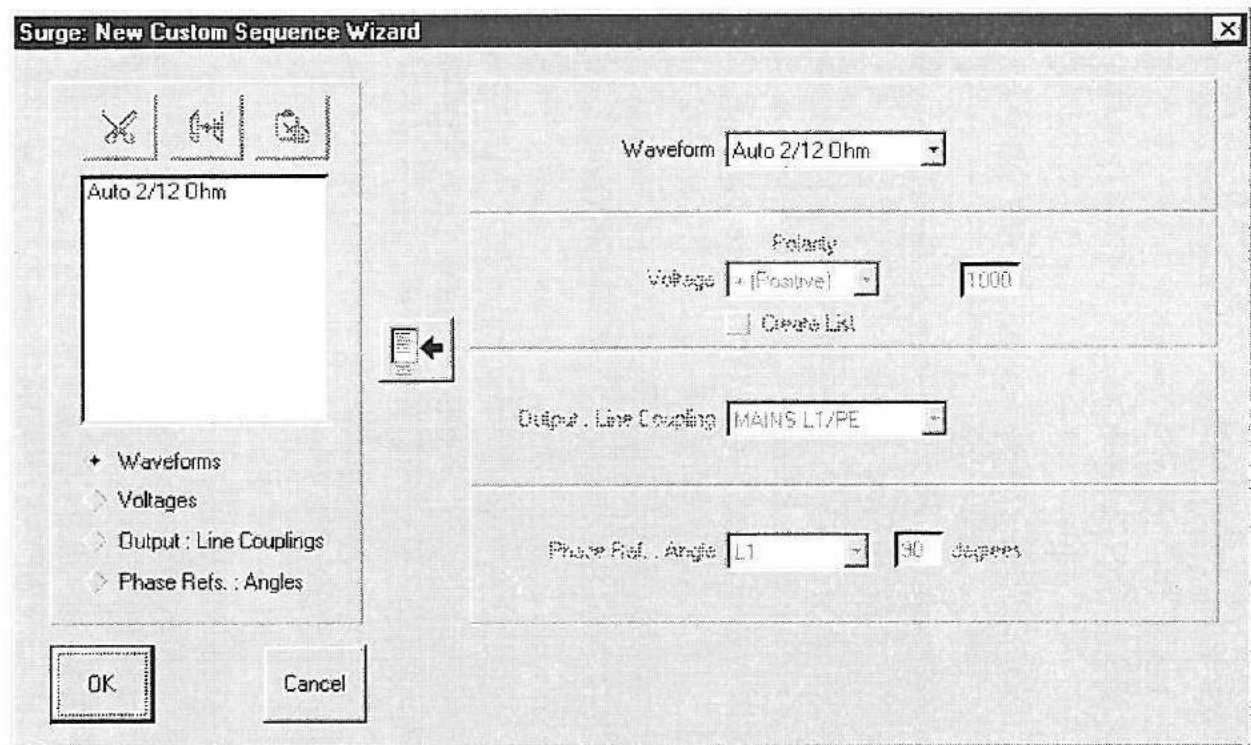 Surge: New Custom Sequence Wizard
Auto 2/12 Ohm
Waveforms
Voltages
Output : Line Couplings
Phase Refs. : Angles
OK
Cancel
Waveform Auto 2/12 Ohm
Polarity
Voltage + (Positive) 1000
Create List
Output : Line Coupling MAINS L1/PE
Phase Ref. : Angle L1 90 degrees